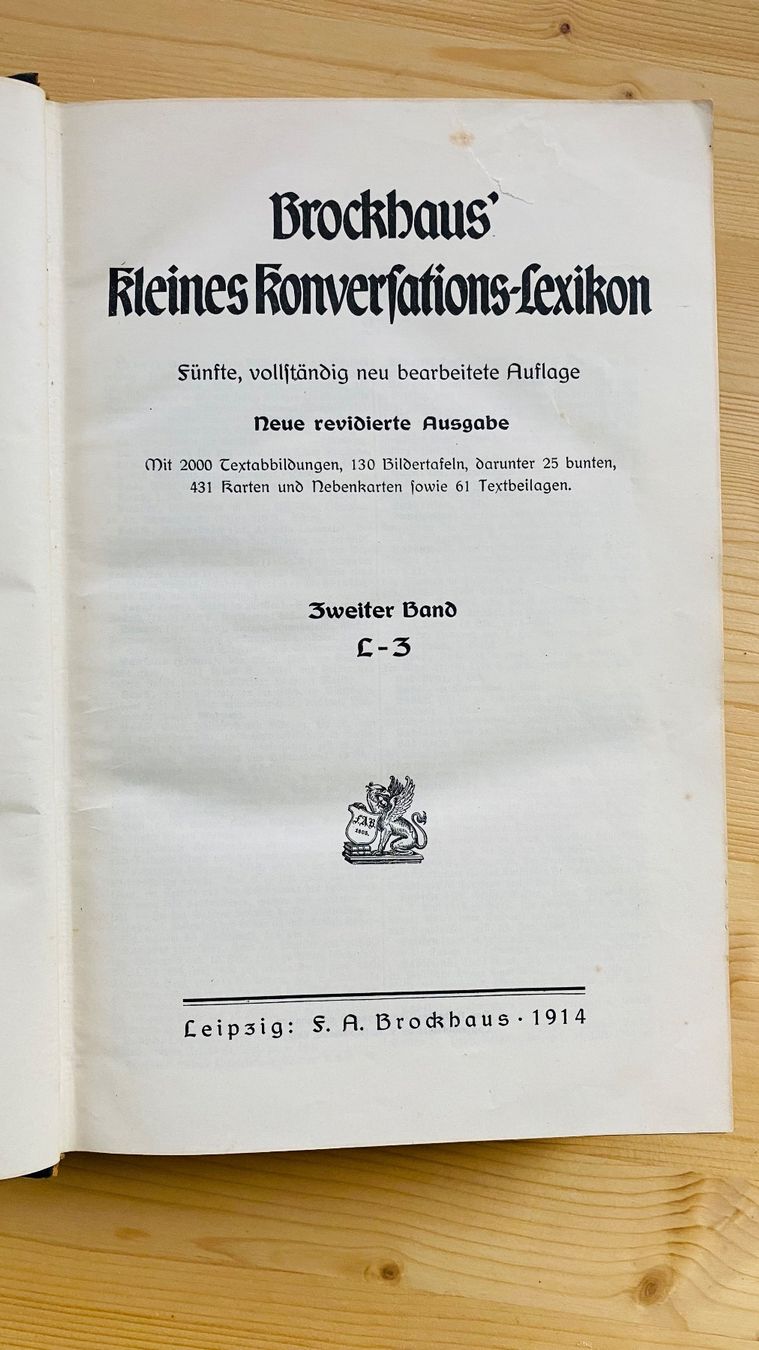 Brockhaus’
Kleines Konverſations-Lexikon
Fünfte, vollſtändig neu bearbeitete Auflage
Neue revidierte Ausgabe
Mit 2000 Textabbildungen, 130 Bildertafeln, darunter 25 bunten,
431 Karten und Nebenkarten ſowie 61 Textbeilagen.
Zweiter Band
L-Z
F.A.B.
1805.
Leipzig: F. A. Brockhaus · 1914